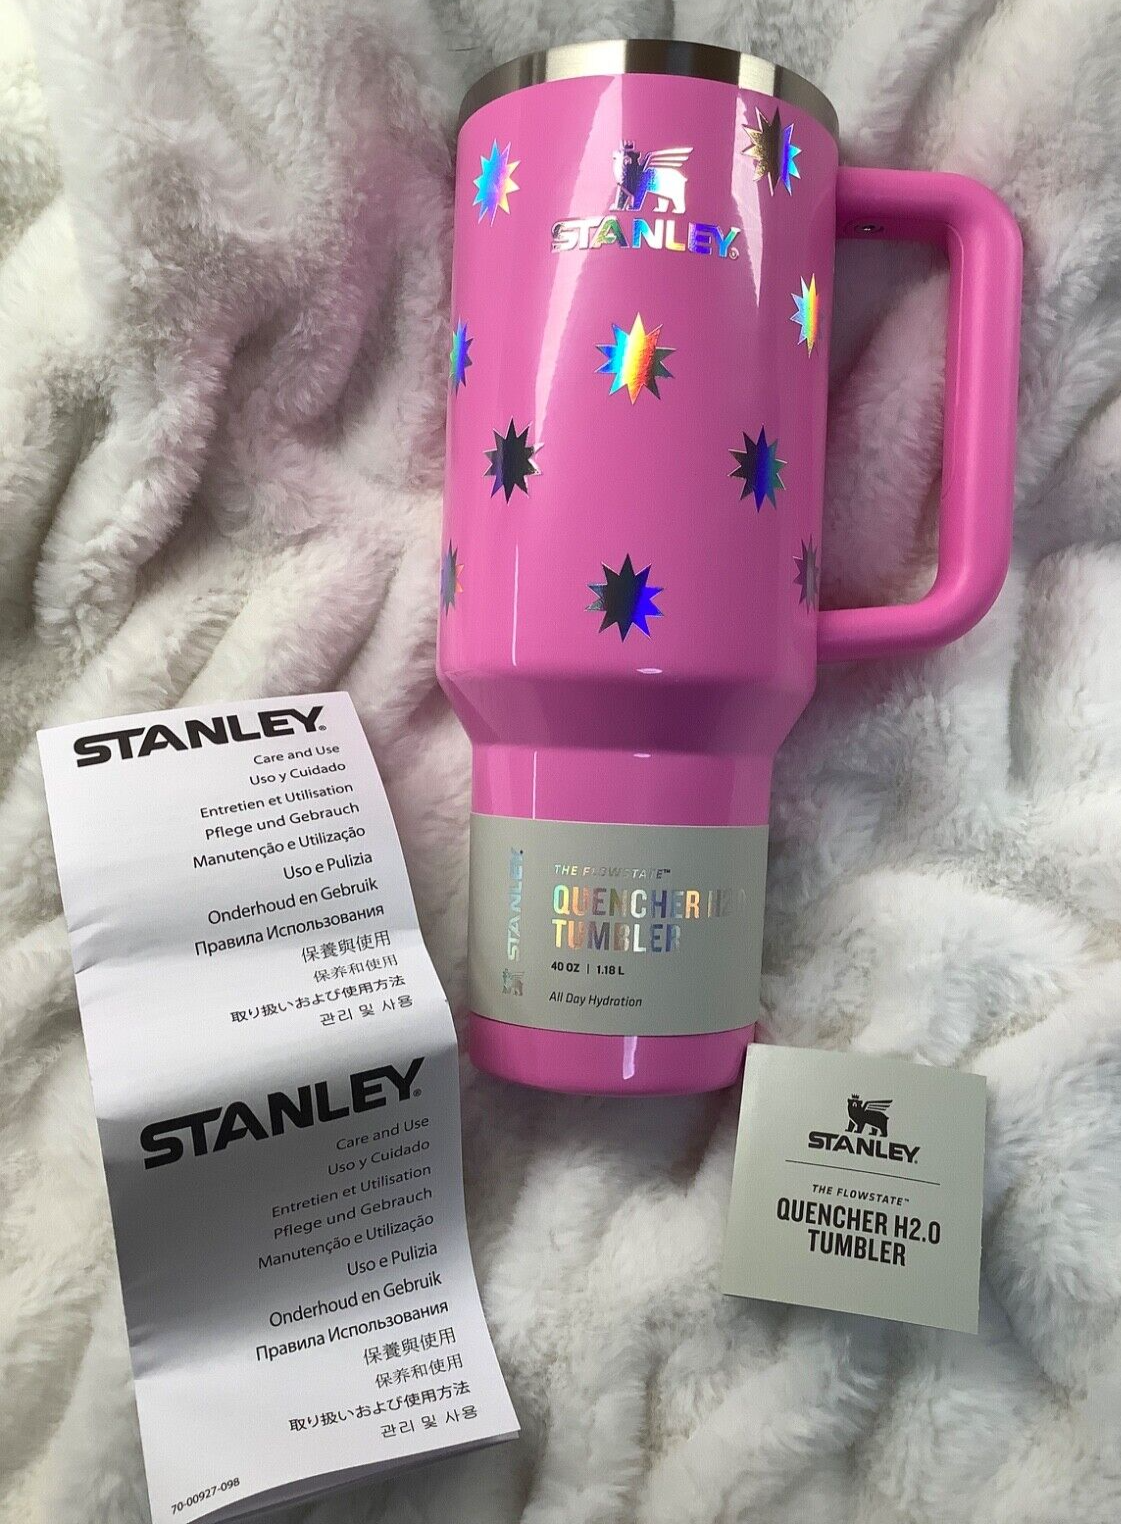 STANLEY®
STANLEY
THE FLOWSTATE™
QUENCHER H2.0
TUMBLER
40 OZ | 1.18 L
All Day Hydration
STANLEY®
Care and Use
Uso y Cuidado
Entretien et Utilisation
Pflege und Gebrauch
Manutenção e Utilização
Uso e Pulizia
Onderhoud en Gebruik
Правила Использования
保養與使用
保养和使用
取り扱いおよび使用方法
관리 및 사용
STANLEY®
Care and Use
Uso y Cuidado
Entretien et Utilisation
Pflege und Gebrauch
Manutenção e Utilização
Uso e Pulizia
Onderhoud en Gebruik
Правила Использования
保養與使用
保养和使用
取り扱いおよび使用方法
관리 및 사용
70-00927-098
STANLEY®
THE FLOWSTATE™
QUENCHER H2.0
TUMBLER